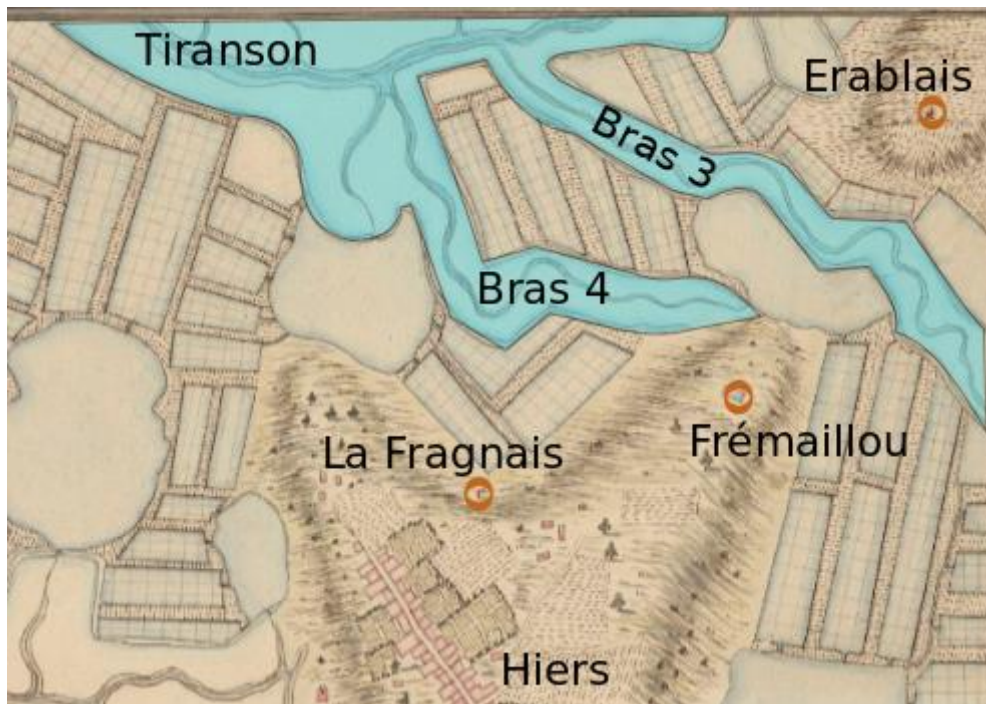 Tiranson
Erablais
Bras 3
Bras 4
Frémaillou
La Fragnais
Hiers